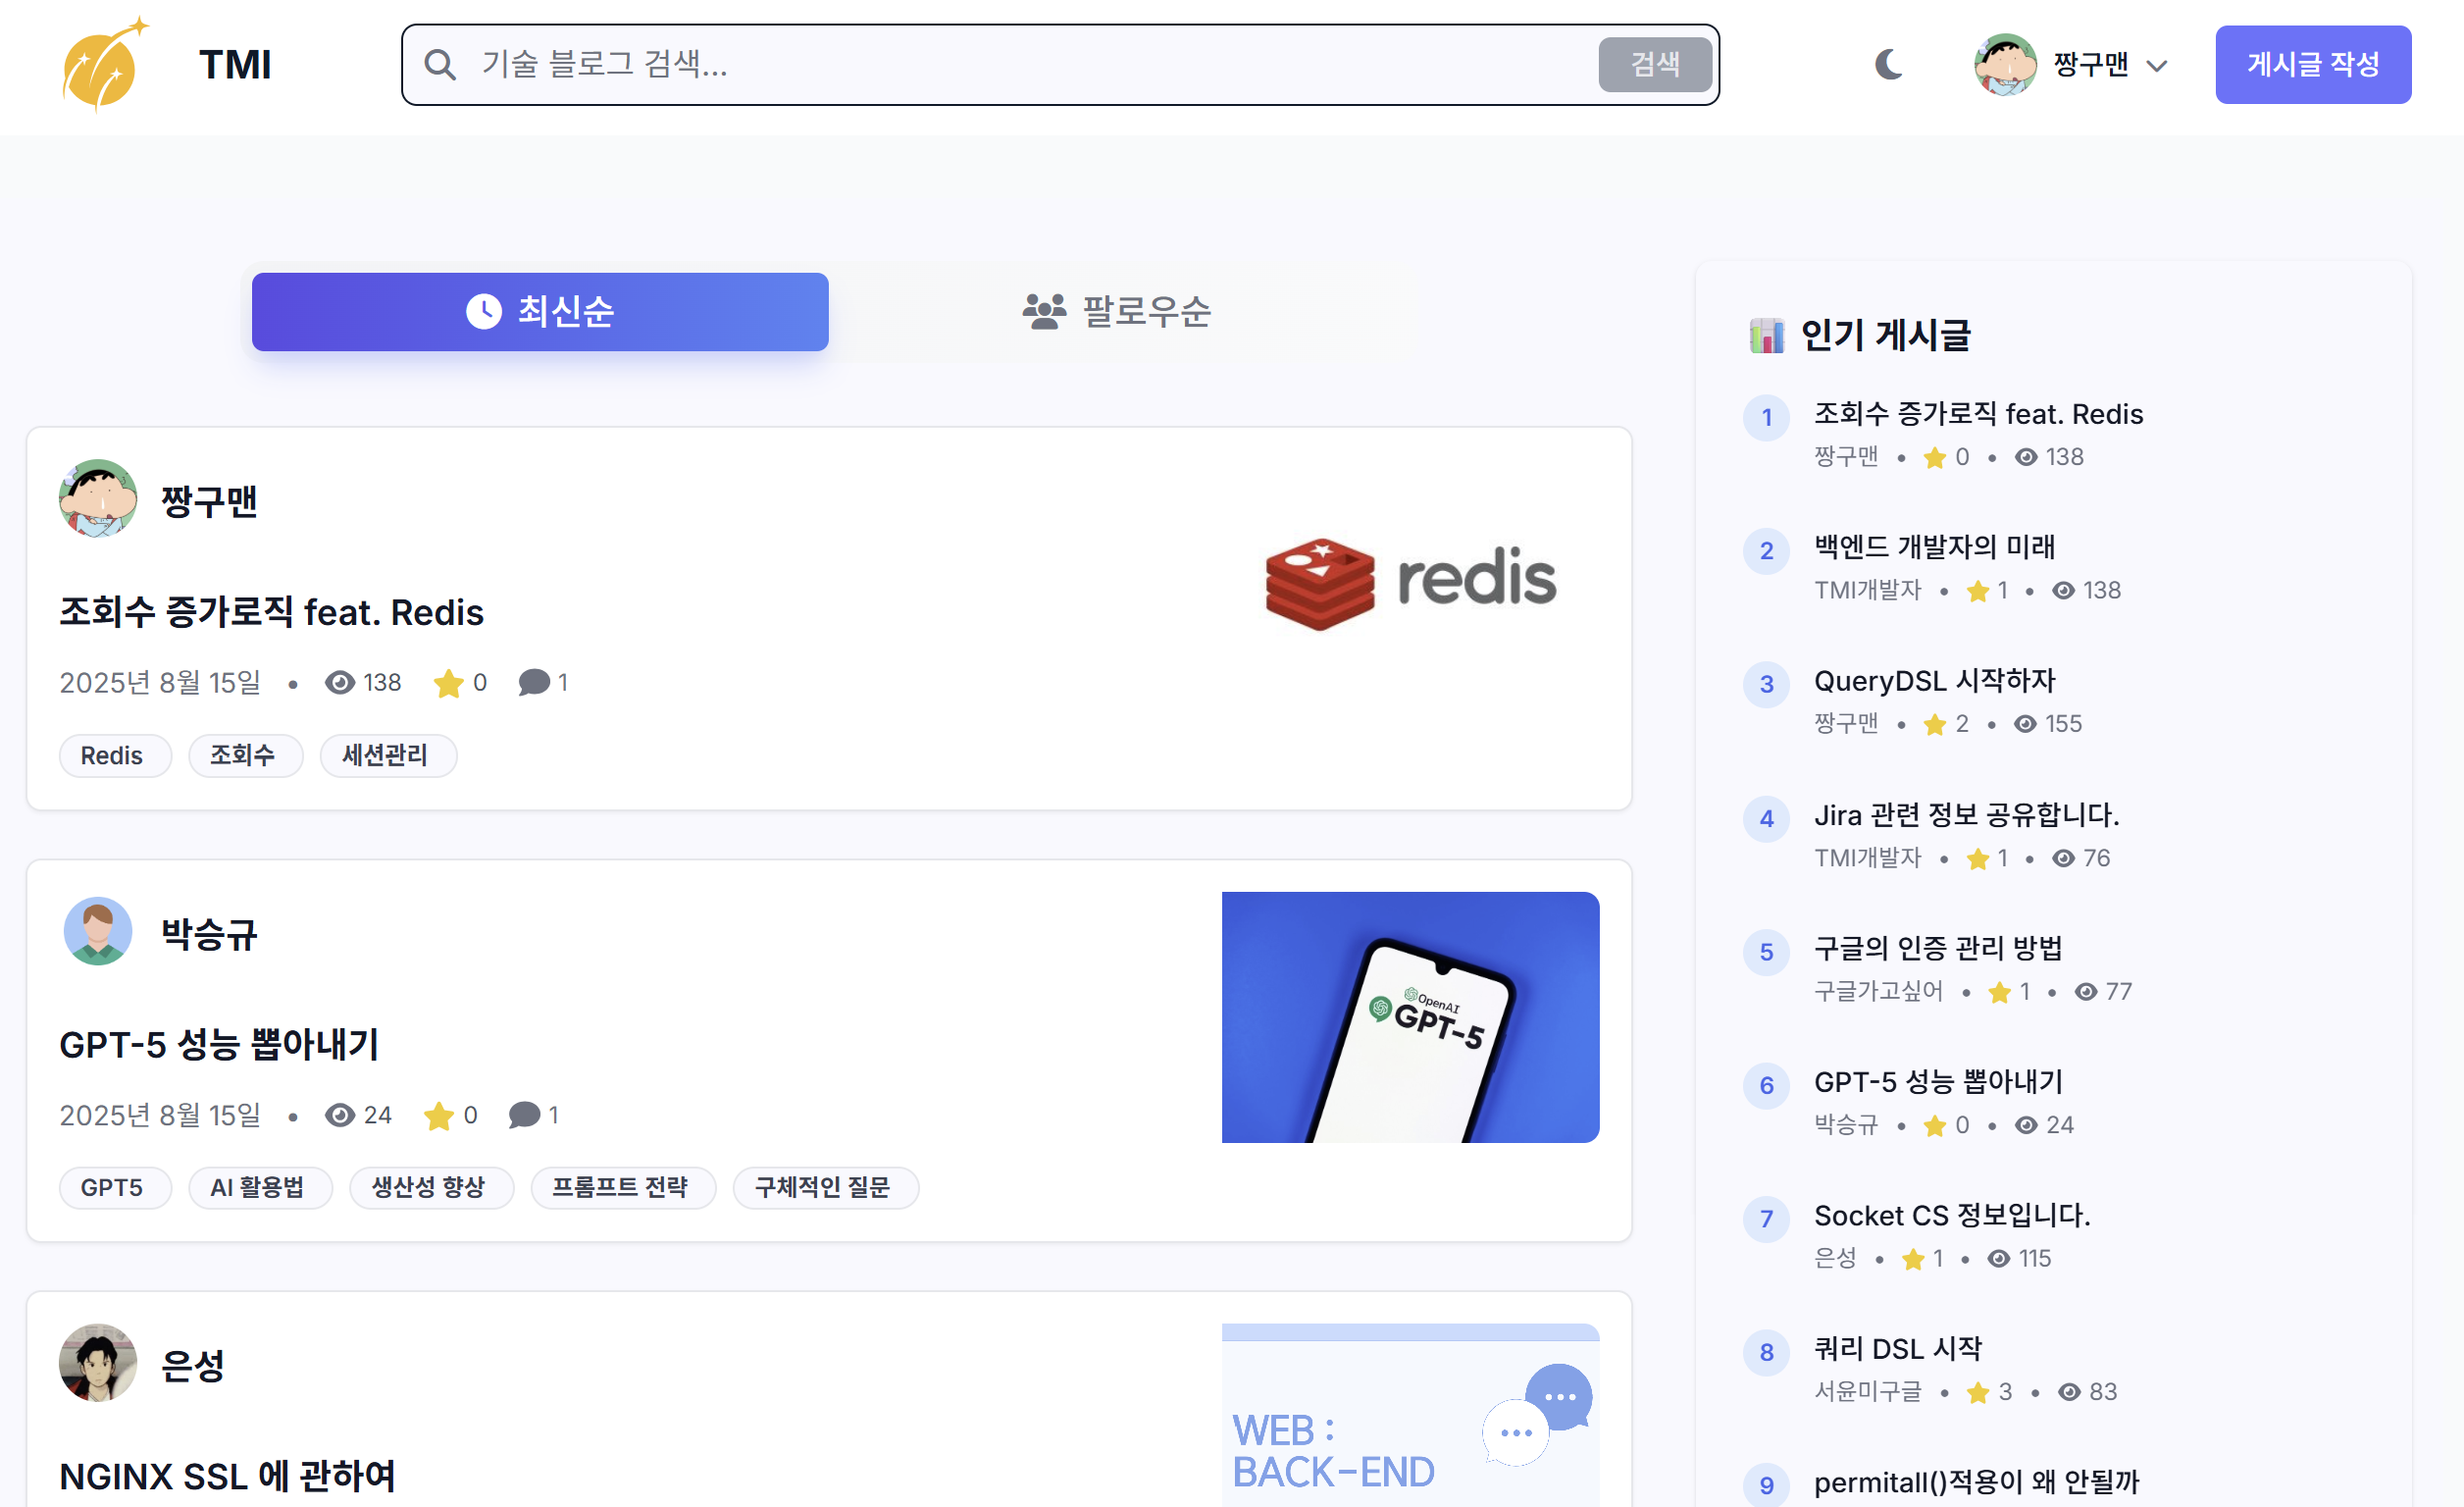 TMI
기술 블로그 검색...
검색
짱구맨
게시글 작성
최신순
팔로우순
짱구맨
조회수 증가로직 feat. Redis
2025년 8월 15일 • 138 0 1
Redis 조회수 세션관리
redis
박승규
GPT-5 성능 뽑아내기
2025년 8월 15일 • 24 0 1
GPT5 AI 활용법 생산성 향상 프롬프트 전략 구체적인 질문
OpenAI
GPT-5
은성
NGINX SSL 에 관하여
WEB :
BACK-END
인기 게시글
1 조회수 증가로직 feat. Redis
짱구맨 • 0 • 138
2 백엔드 개발자의 미래
TMI개발자 • 1 • 138
3 QueryDSL 시작하자
짱구맨 • 2 • 155
4 Jira 관련 정보 공유합니다.
TMI개발자 • 1 • 76
5 구글의 인증 관리 방법
구글가고싶어 • 1 • 77
6 GPT-5 성능 뽑아내기
박승규 • 0 • 24
7 Socket CS 정보입니다.
은성 • 1 • 115
8 쿼리 DSL 시작
서윤미구글 • 3 • 83
9 permitall()적용이 왜 안될까